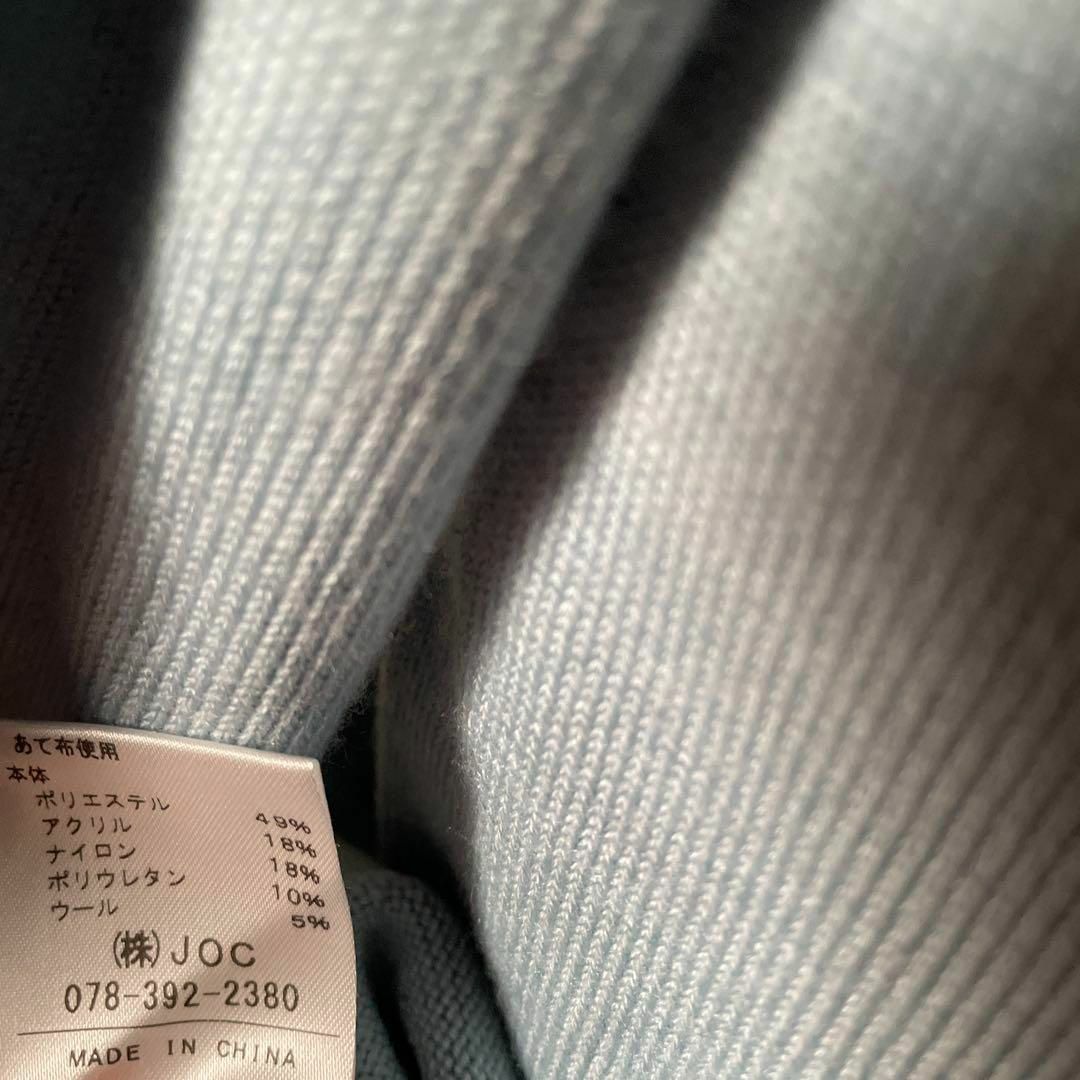 あて布使用
本体
ポリエステル 49%
アクリル 18%
ナイロン 18%
ポリウレタン 10%
ウール 5%
(株)JOC
078-392-2380
MADE IN CHINA